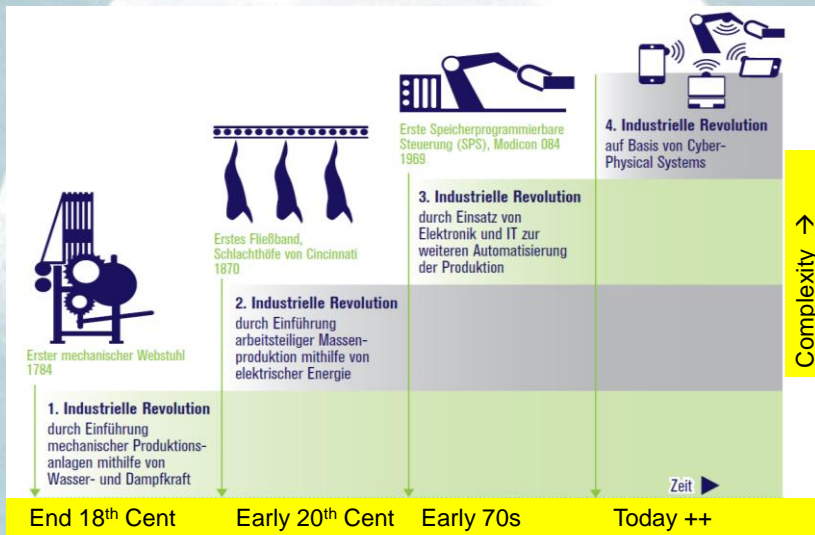 Erster mechanischer Webstuhl
1784
1. Industrielle Revolution
durch Einführung
mechanischer Produktions-
anlagen mithilfe von
Wasser- und Dampfkraft
Erstes Fließband,
Schlachthöfe von Cincinnati
1870
2. Industrielle Revolution
durch Einführung
arbeitsteiliger Massen-
produktion mithilfe von
elektrischer Energie
Erste Speicherprogrammierbare
Steuerung (SPS), Modicon 084
1969
3. Industrielle Revolution
durch Einsatz von
Elektronik und IT zur
weiteren Automatisierung
der Produktion
4. Industrielle Revolution
auf Basis von Cyber-
Physical Systems
Complexity →
Zeit
End 18th Cent
Early 20th Cent
Early 70s
Today ++